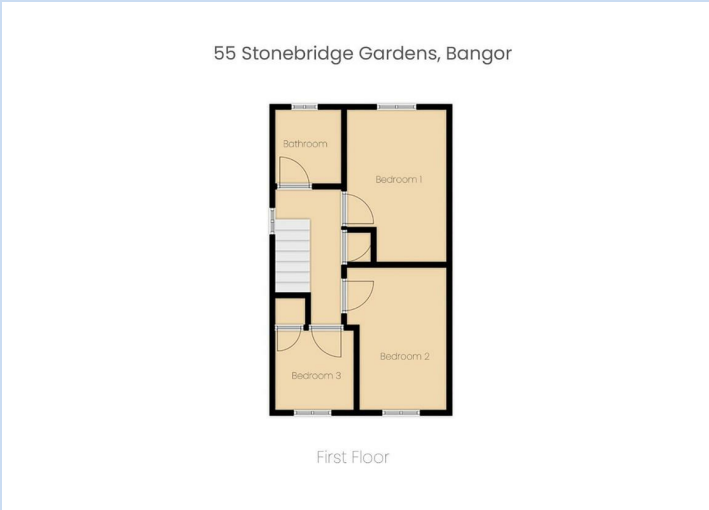 55 Stonebridge Gardens, Bangor
Bathroom
Bedroom 1
Bedroom 2
Bedroom 3
First Floor